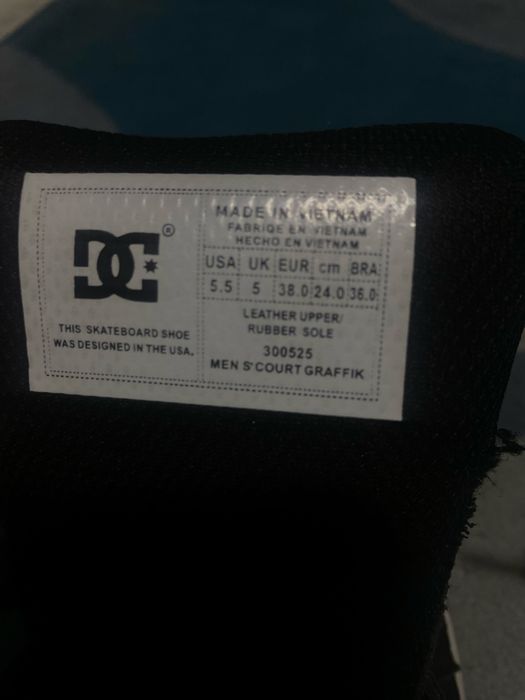 DC®
THIS SKATEBOARD SHOE
WAS DESIGNED IN THE USA.
MADE IN VIETNAM
FABRIQE EN VIETNAM
HECHO EN VIETNAM
USA UK EUR cm BRA
5.5 5 38.0 24.0 36.0
LEATHER UPPER/
RUBBER SOLE
300525
MEN S'COURT GRAFFIK